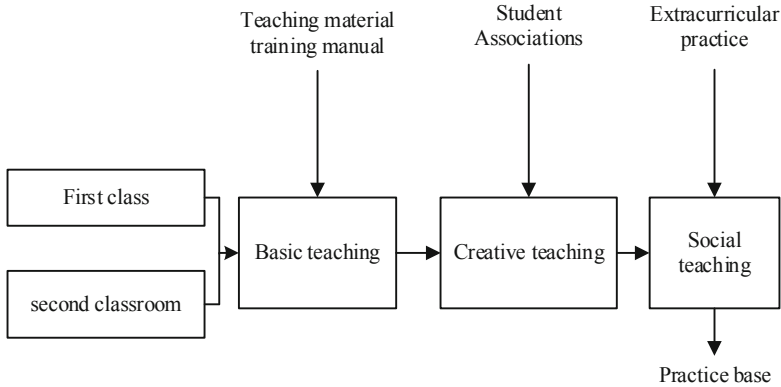 Teaching material
training manual
Student
Associations
Extracurricular
practice
First class
second classroom
Basic teaching
Creative teaching
Social
teaching
Practice base